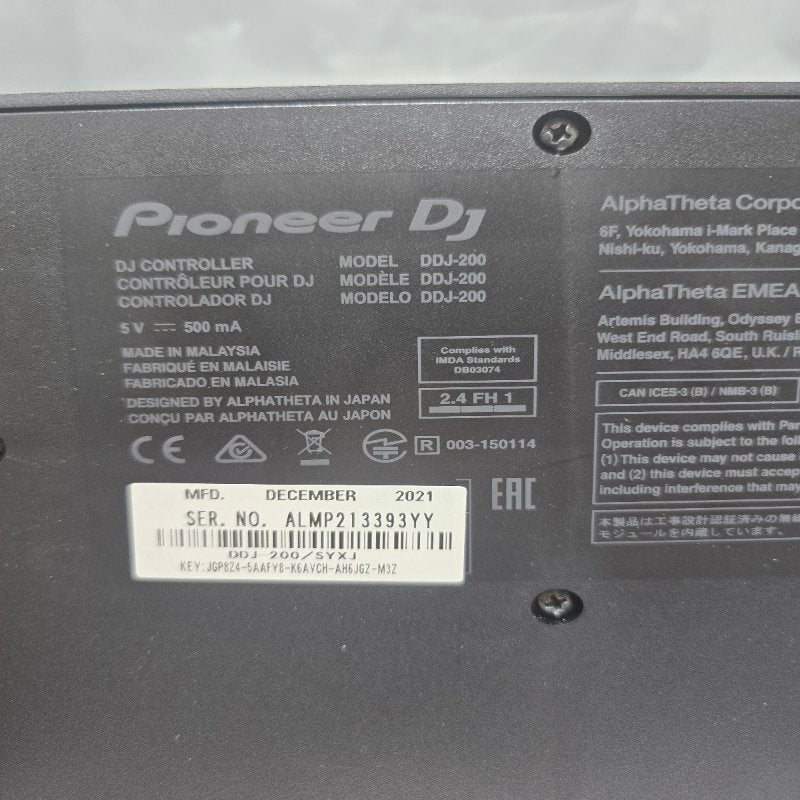 Pioneer DJ
DJ CONTROLLER MODEL DDJ-200
CONTRÔLEUR POUR DJ MODÈLE DDJ-200
CONTROLADOR DJ MODELO DDJ-200
5 V ⎓ 500 mA
MADE IN MALAYSIA
FABRIQUÉ EN MALAISIE
FABRICADO EN MALASIA
DESIGNED BY ALPHATHETA IN JAPAN
CONÇU PAR ALPHATHETA AU JAPON
Complies with
IMDA Standards
DB03074
2.4 FH 1
CE
R 003-150114
EAC
MFD. DECEMBER 2021
SER. NO. ALMP213393YY
DDJ-200/SYXJ
KEY:JGP8Z4-5AAFY8-K6AVCH-AH6JGZ-M3Z
AlphaTheta Corpo
6F, Yokohama i-Mark Place
Nishi-ku, Yokohama, Kanag
AlphaTheta EMEA
Artemis Building, Odyssey
West End Road, South Ruisli
Middlesex, HA4 6QE, U.K. / R
CAN ICES-3 (B) / NMB-3 (B)
This device complies with Par
Operation is subject to the foll
(1) This device may not cause
and (2) this device must accep
including interference that may
本製品は工事設計認証済みの無線
モジュールを内蔵しています。